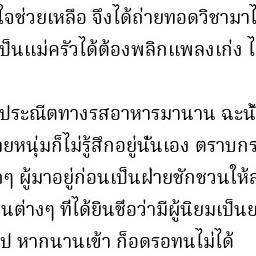 ใจช่วยเหลือ จึงได้ถ่ายทอดวิชามาไ
ป็นแม่ครัวได้ต้องพลิกแพลงเก่ง ไ
ประณีตทางรสอาหารมานาน ฉะนั้
ยหนุ่มก็ไม่รู้สึกอยู่นั่นเอง ตราบกร
ๆ ผู้มาอยู่ก่อนเป็นฝ่ายชักชวนให้ส
นต่างๆ ที่ได้ยินชื่อว่ามีผู้นิยมเป็นย
ป หากนานเข้า ก็อดรอทนไม่ได้